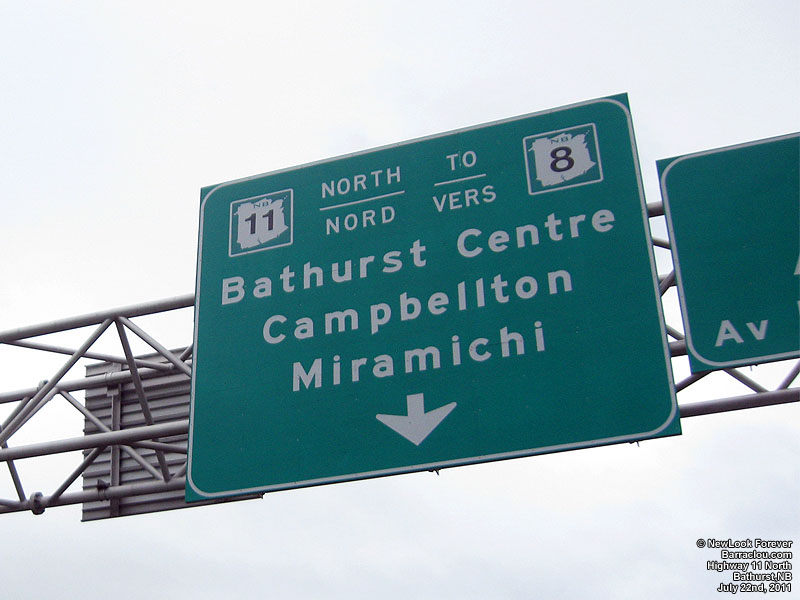 NB
11
NORTH
NORD
TO
VERS
NB
8
Bathurst Centre
Campbellton
Miramichi
Av
© NewLook Forever
Barraclou.com
Highway 11 North
Bathurst,NB
July 22nd, 2011